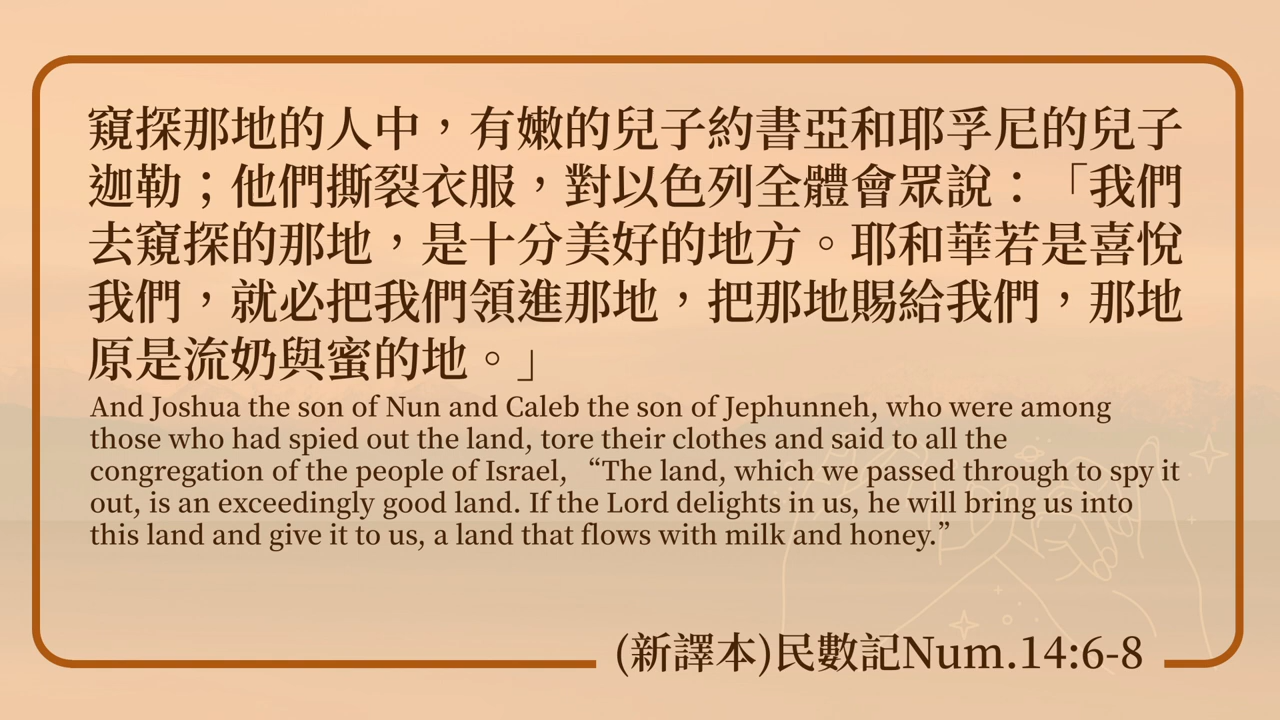 窺探那地的人中，有嫩的兒子約書亞和耶孚尼的兒子
迦勒；他們撕裂衣服，對以色列全體會眾說：「我們
去窺探的那地，是十分美好的地方。耶和華若是喜悅
我們，就必把我們領進那地，把那地賜給我們，那地
原是流奶與蜜的地。」
And Joshua the son of Nun and Caleb the son of Jephunneh, who were among
those who had spied out the land, tore their clothes and said to all the
congregation of the people of Israel, “The land, which we passed through to spy it
out, is an exceedingly good land. If the Lord delights in us, he will bring us into
this land and give it to us, a land that flows with milk and honey.”
(新譯本)民數記Num.14:6-8